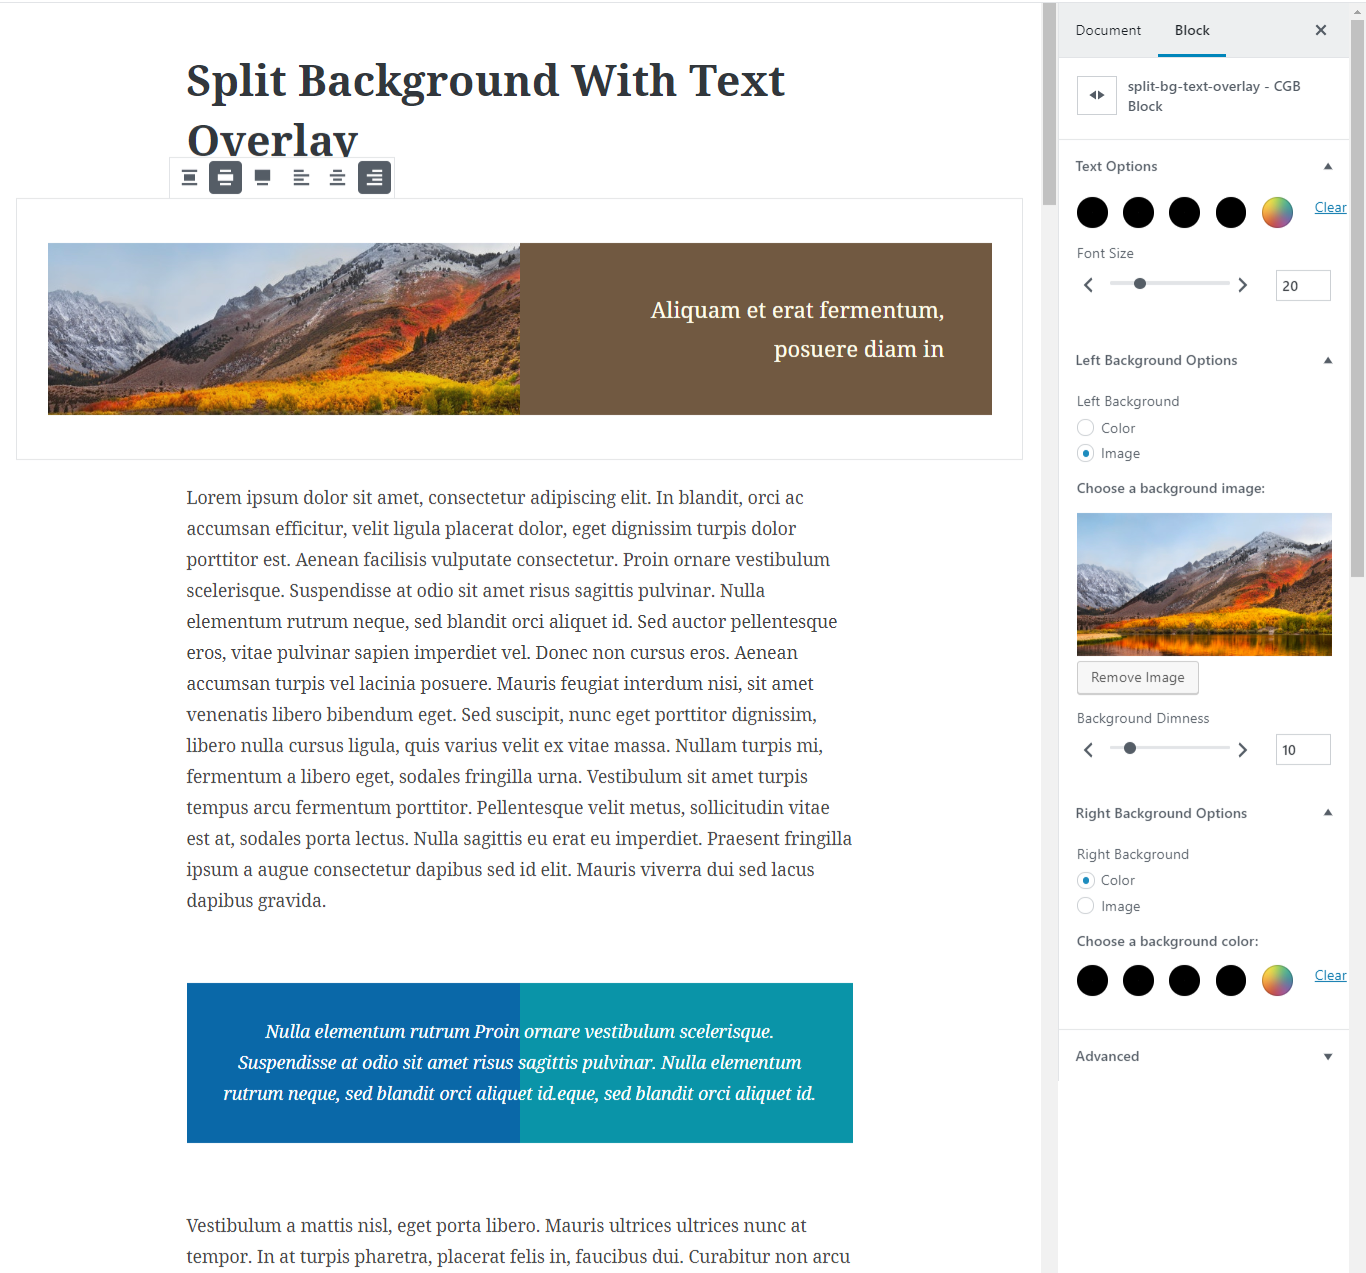 Split Background With Text
Overlay
Aliquam et erat fermentum,
posuere diam in
Lorem ipsum dolor sit amet, consectetur adipiscing elit. In blandit, orci ac
accumsan efficitur, velit ligula placerat dolor, eget dignissim turpis dolor
porttitor est. Aenean facilisis vulputate consectetur. Proin ornare vestibulum
scelerisque. Suspendisse at odio sit amet risus sagittis pulvinar. Nulla
elementum rutrum neque, sed blandit orci aliquet id. Sed auctor pellentesque
eros, vitae pulvinar sapien imperdiet vel. Donec non cursus eros. Aenean
accumsan turpis vel lacinia posuere. Mauris feugiat interdum nisi, sit amet
venenatis libero bibendum eget. Sed suscipit, nunc eget porttitor dignissim,
libero nulla cursus ligula, quis varius velit ex vitae massa. Nullam turpis mi,
fermentum a libero eget, sodales fringilla urna. Vestibulum sit amet turpis
tempus arcu fermentum porttitor. Pellentesque velit metus, sollicitudin vitae
est at, sodales porta lectus. Nulla sagittis eu erat eu imperdiet. Praesent fringilla
ipsum a augue consectetur dapibus sed id elit. Mauris viverra dui sed lacus
dapibus gravida.
Nulla elementum rutrum Proin ornare vestibulum scelerisque.
Suspendisse at odio sit amet risus sagittis pulvinar. Nulla elementum
rutrum neque, sed blandit orci aliquet id.eque, sed blandit orci aliquet id.
Vestibulum a mattis nisl, eget porta libero. Mauris ultrices ultrices nunc at
tempor. In at turpis pharetra, placerat felis in, faucibus dui. Curabitur non arcu
Document Block
split-bg-text-overlay - CGB
Block
Text Options
Clear
Font Size
20
Left Background Options
Left Background
Color
Image
Choose a background image:
Remove Image
Background Dimness
10
Right Background Options
Right Background
Color
Image
Choose a background color:
Clear
Advanced